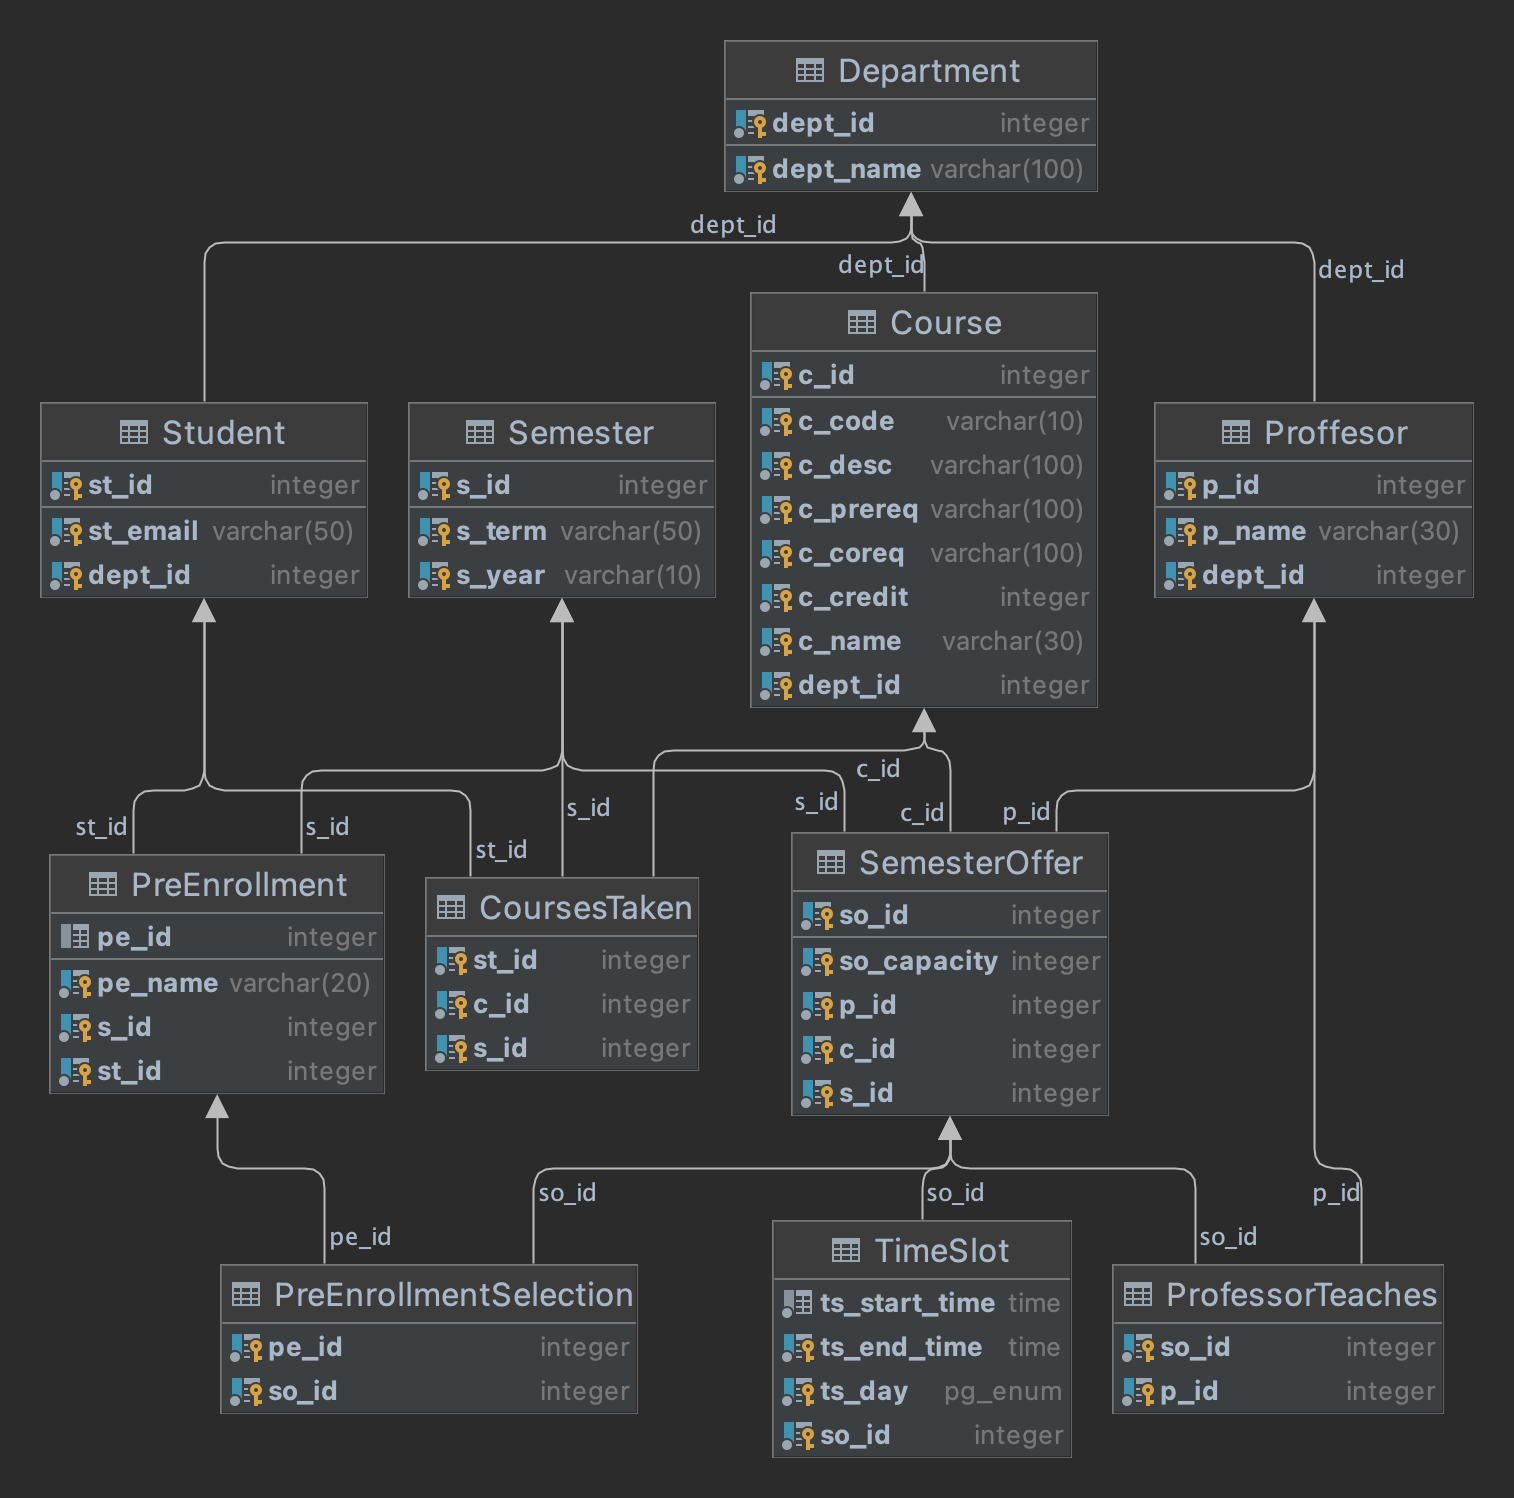 Department
dept_id integer
dept_name varchar(100)
dept_id
dept_id
dept_id
Course
c_id integer
c_code varchar(10)
c_desc varchar(100)
c_prereq varchar(100)
c_coreq varchar(100)
c_credit integer
c_name varchar(30)
dept_id integer
Student
st_id integer
st_email varchar(50)
dept_id integer
Semester
s_id integer
s_term varchar(50)
s_year varchar(10)
Proffesor
p_id integer
p_name varchar(30)
dept_id integer
st_id
s_id
st_id
s_id
c_id
s_id
c_id
p_id
PreEnrollment
pe_id integer
pe_name varchar(20)
s_id integer
st_id integer
CoursesTaken
st_id integer
c_id integer
s_id integer
SemesterOffer
so_id integer
so_capacity integer
p_id integer
c_id integer
s_id integer
pe_id
so_id
so_id
so_id
p_id
PreEnrollmentSelection
pe_id integer
so_id integer
TimeSlot
ts_start_time time
ts_end_time time
ts_day pg_enum
so_id integer
ProfessorTeaches
so_id integer
p_id integer